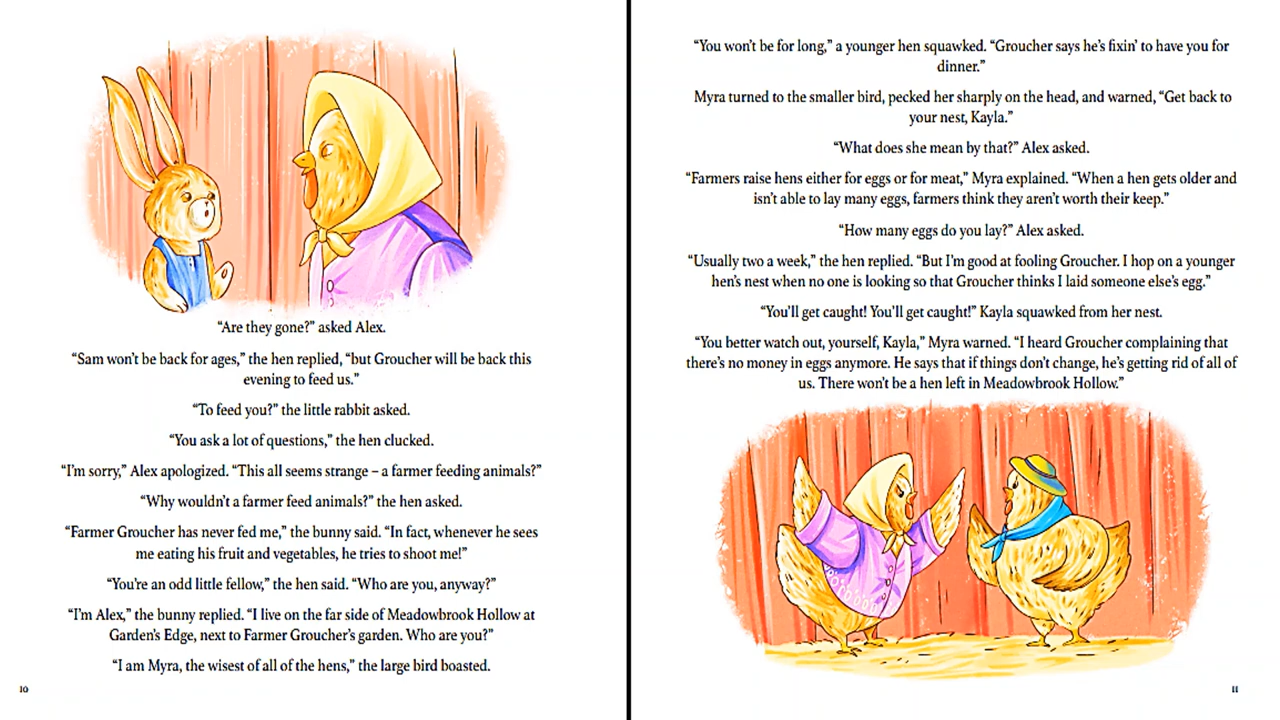 “Are they gone?” asked Alex.
“Sam won’t be back for ages,” the hen replied, “but Groucher will be back this
evening to feed us.”
“To feed you?” the little rabbit asked.
“You ask a lot of questions,” the hen clucked.
“I’m sorry,” Alex apologized. “This all seems strange – a farmer feeding animals?”
“Why wouldn’t a farmer feed animals?” the hen asked.
“Farmer Groucher has never fed me,” the bunny said. “In fact, whenever he sees
me eating his fruit and vegetables, he tries to shoot me!”
“You’re an odd little fellow,” the hen said. “Who are you, anyway?”
“I’m Alex,” the bunny replied. “I live on the far side of Meadowbrook Hollow at
Garden’s Edge, next to Farmer Groucher’s garden. Who are you?”
“I am Myra, the wisest of all of the hens,” the large bird boasted.
10
“You won’t be for long,” a younger hen squawked. “Groucher says he’s fixin’ to have you for
dinner.”
Myra turned to the smaller bird, pecked her sharply on the head, and warned, “Get back to
your nest, Kayla.”
“What does she mean by that?” Alex asked.
“Farmers raise hens either for eggs or for meat,” Myra explained. “When a hen gets older and
isn’t able to lay many eggs, farmers think they aren’t worth their keep.”
“How many eggs do you lay?” Alex asked.
“Usually two a week,” the hen replied. “But I’m good at fooling Groucher. I hop on a younger
hen’s nest when no one is looking so that Groucher thinks I laid someone else’s egg.”
“You’ll get caught! You’ll get caught!” Kayla squawked from her nest.
“You better watch out, yourself, Kayla,” Myra warned. “I heard Groucher complaining that
there’s no money in eggs anymore. He says that if things don’t change, he’s getting rid of all of
us. There won’t be a hen left in Meadowbrook Hollow.”
11